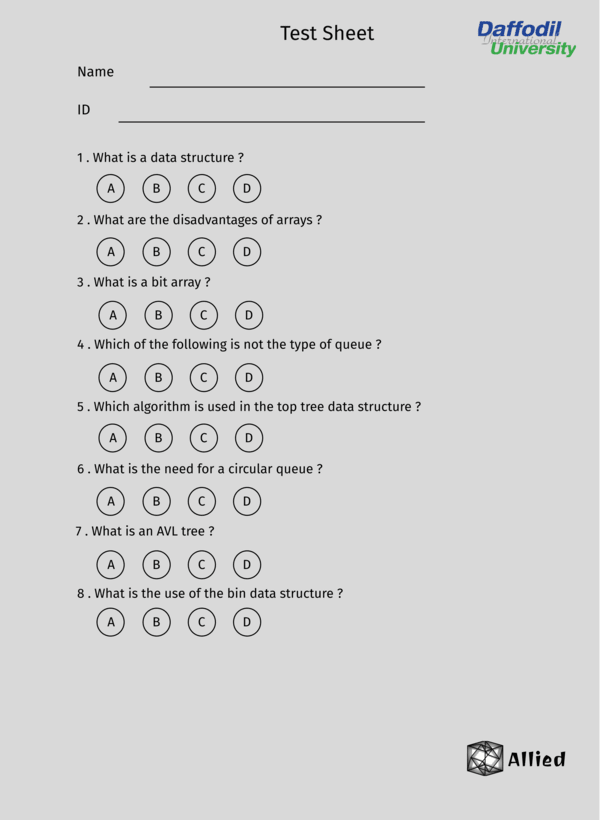 Test Sheet
Daffodil
International
University
Name
ID
1 . What is a data structure ?
A B C D
2 . What are the disadvantages of arrays ?
A B C D
3 . What is a bit array ?
A B C D
4 . Which of the following is not the type of queue ?
A B C D
5 . Which algorithm is used in the top tree data structure ?
A B C D
6 . What is the need for a circular queue ?
A B C D
7 . What is an AVL tree ?
A B C D
8 . What is the use of the bin data structure ?
A B C D
Allied